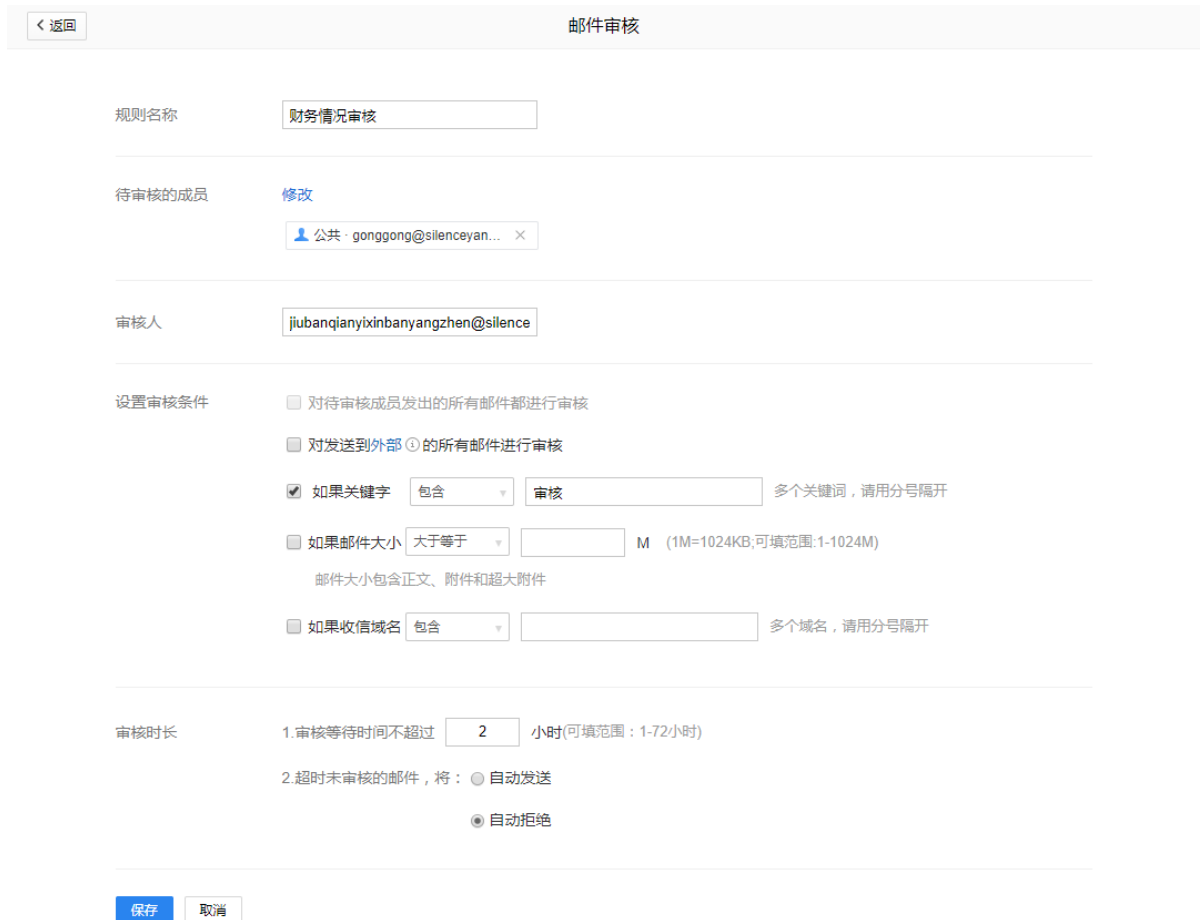 返回
邮件审核
规则名称 财务情况审核
待审核的成员 修改
公共 · gonggong@silenceyan...
审核人 jiubanqianyixinbanyangzhen@silence
设置审核条件 对待审核成员发出的所有邮件都进行审核
对发送到外部的所有邮件进行审核
如果关键字 包含 审核 多个关键词，请用分号隔开
如果邮件大小 大于等于 M (1M=1024KB;可填范围:1-1024M)
邮件大小包含正文、附件和超大附件
如果收信域名 包含 多个域名，请用分号隔开
审核时长 1.审核等待时间不超过 2 小时(可填范围：1-72小时)
2.超时未审核的邮件，将： 自动发送
自动拒绝
保存 取消